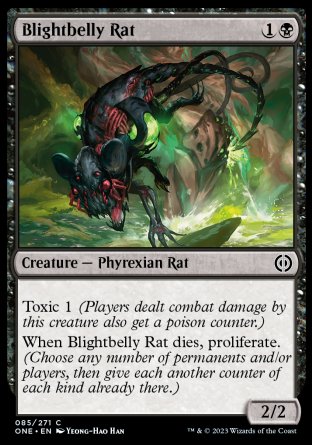 Blightbelly Rat 1
Creature — Phyrexian Rat
Toxic 1 (Players dealt combat damage by
this creature also get a poison counter.)
When Blightbelly Rat dies, proliferate.
(Choose any number of permanents and/or
players, then give each another counter of
each kind already there.)
2/2
085/271 C
ONE • EN Yeong-Hao Han
™ & © 2023 Wizards of the Coast